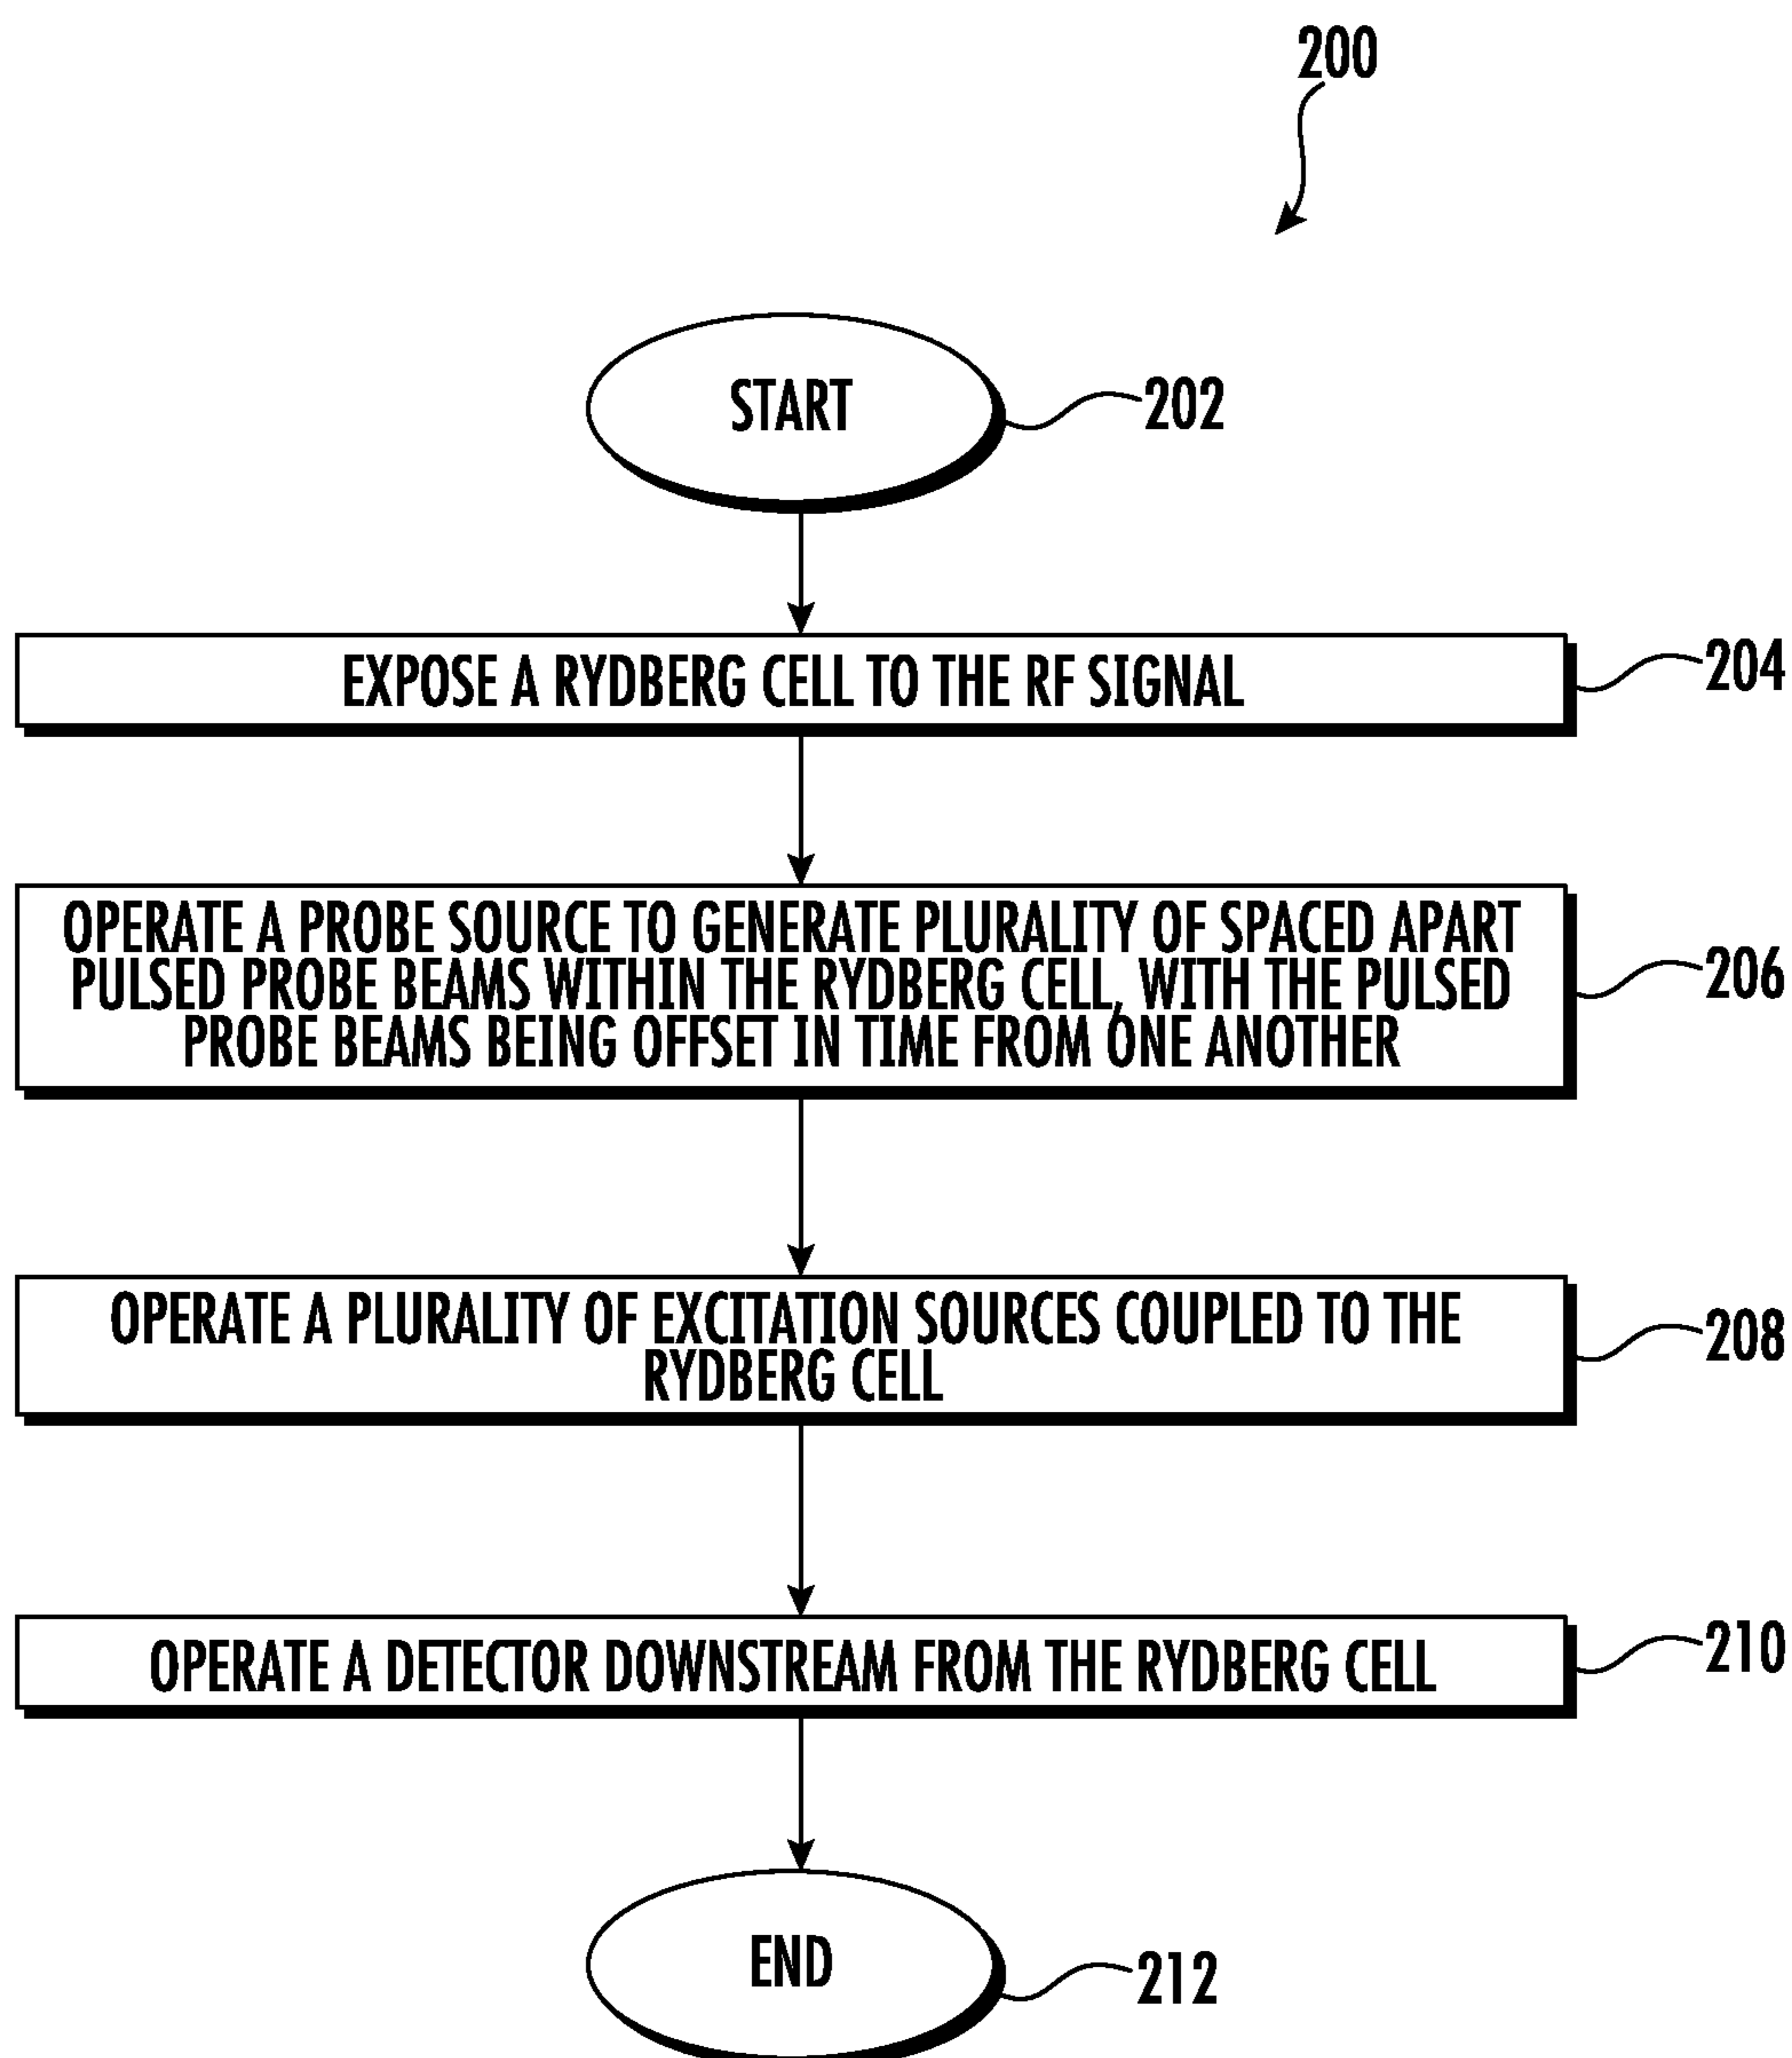 200
START
202
EXPOSE A RYDBERG CELL TO THE RF SIGNAL
204
OPERATE A PROBE SOURCE TO GENERATE PLURALITY OF SPACED APART
PULSED PROBE BEAMS WITHIN THE RYDBERG CELL, WITH THE PULSED
PROBE BEAMS BEING OFFSET IN TIME FROM ONE ANOTHER
206
OPERATE A PLURALITY OF EXCITATION SOURCES COUPLED TO THE
RYDBERG CELL
208
OPERATE A DETECTOR DOWNSTREAM FROM THE RYDBERG CELL
210
END
212